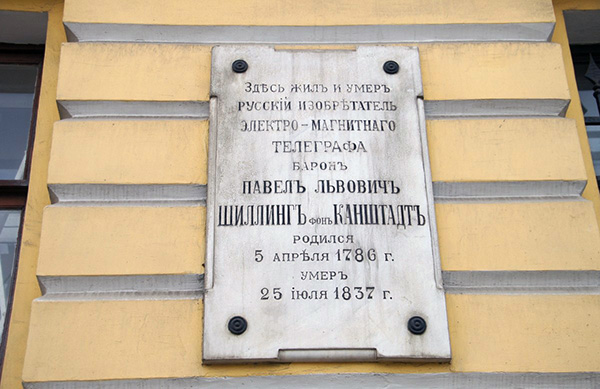 Здѣсь жилъ и умеръ
русскій изобрѣтатель
электро-магнитнаго
телеграфа
баронъ
Павелъ Львовичъ
Шиллингъ фонъ Канштадтъ
родился
5 апрѣля 1786 г.
умеръ
25 іюля 1837 г.